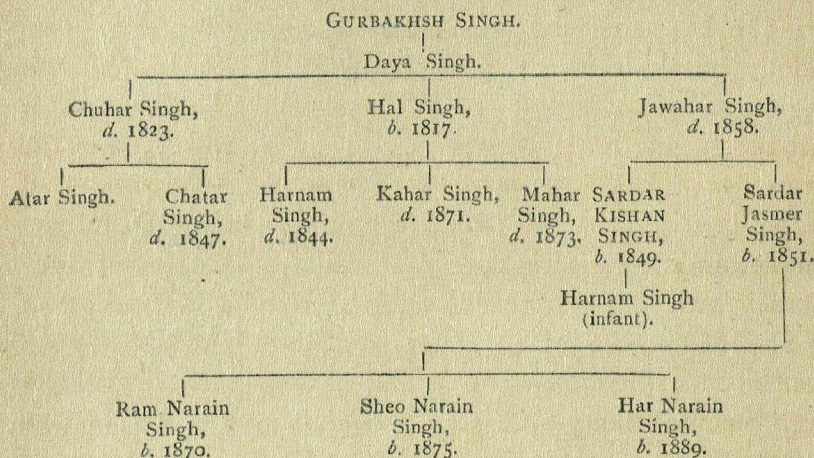 GURBAKHSH SINGH.
Daya Singh.
Chuhar Singh,
d. 1823.
Hal Singh,
b. 1817.
Jawahar Singh,
d. 1858.
Atar Singh.
Chatar
Singh,
d. 1847.
Harnam
Singh,
d. 1844.
Kahar Singh,
d. 1871.
Mahar
Singh,
d. 1873.
SARDAR
KISHAN
SINGH,
b. 1849.
Sardar
Jasmer
Singh,
b. 1851.
Harnam Singh
(infant).
Ram Narain
Singh,
b. 1870.
Sheo Narain
Singh,
b. 1875.
Har Narain
Singh,
b. 1889.